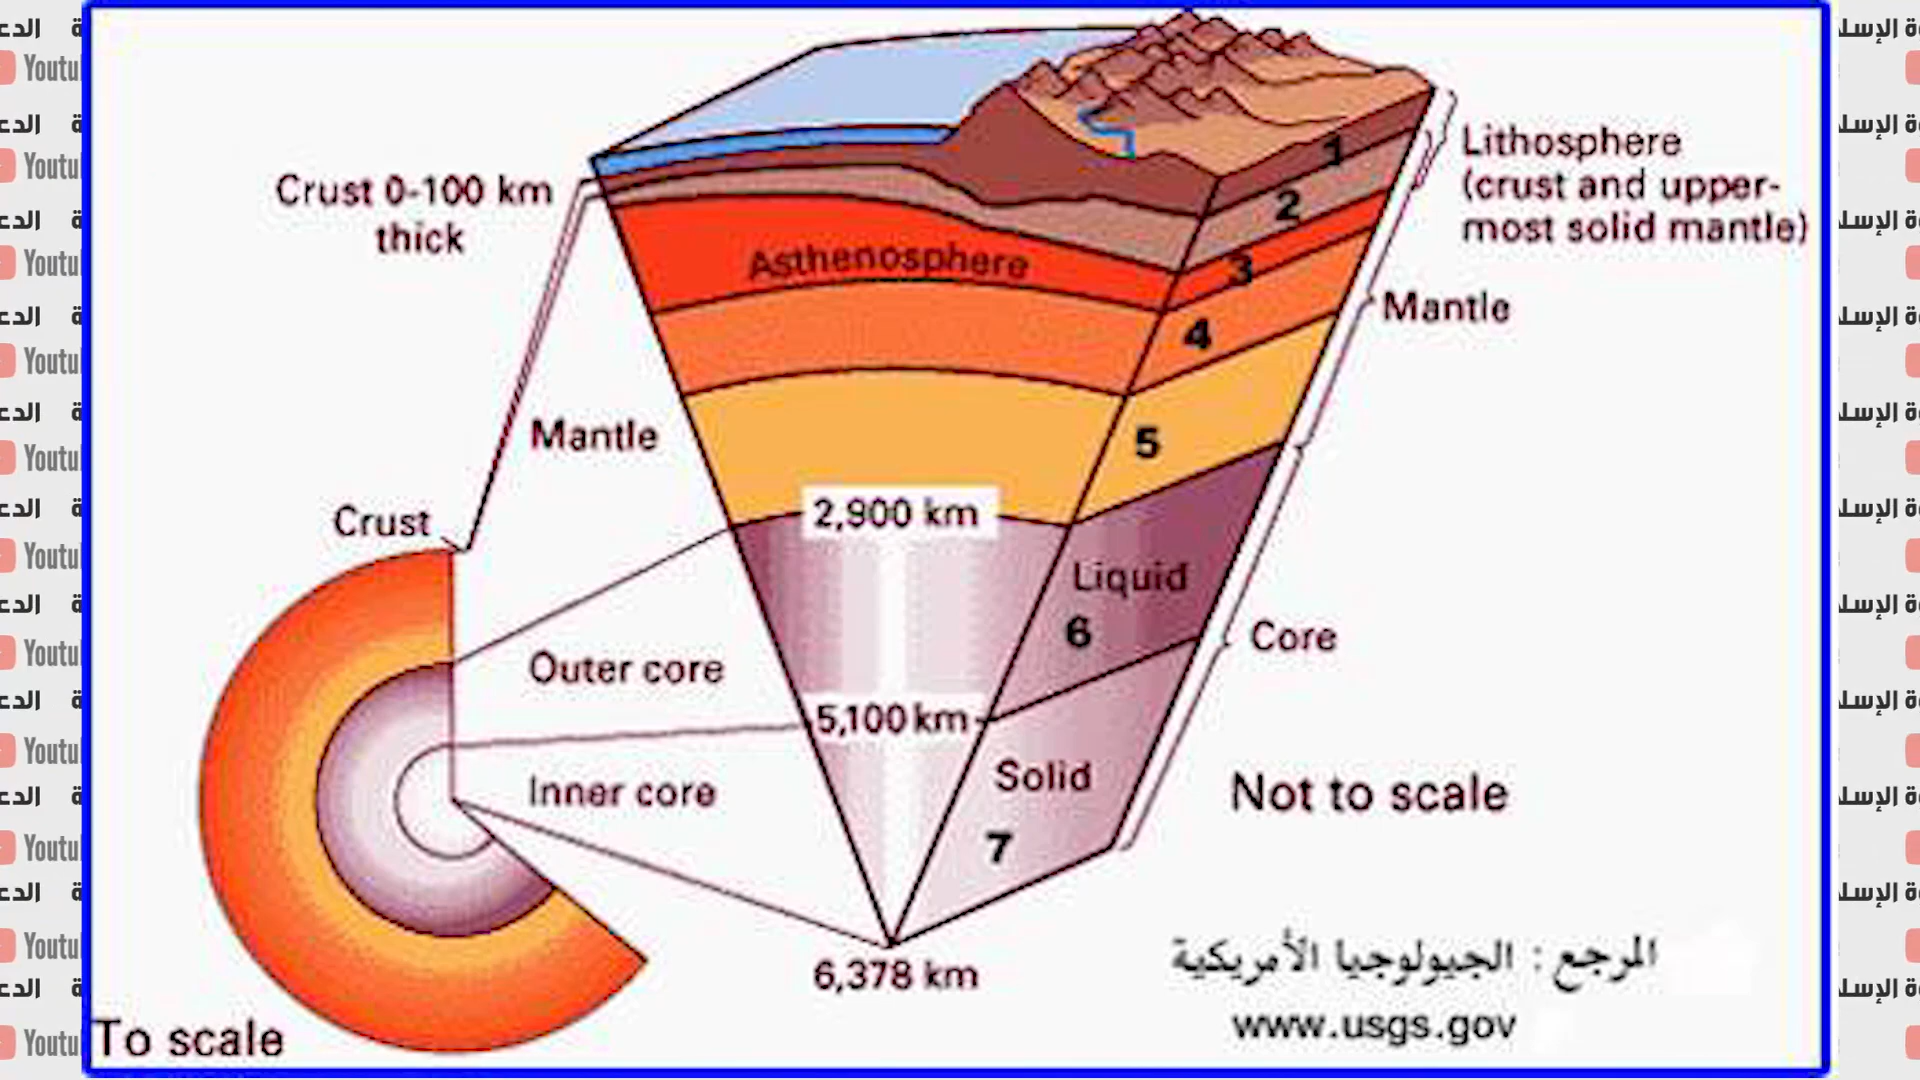 Crust 0-100 km
thick
Lithosphere
(crust and upper-
most solid mantle)
1
2
Asthenosphere
3
4
Mantle
Mantle
5
2,900 km
Crust
Liquid
6
Outer core
Core
5,100 km
Inner core
Solid
7
Not to scale
6,378 km
المرجع : الجيولوجيا الأمريكية
www.usgs.gov
To scale